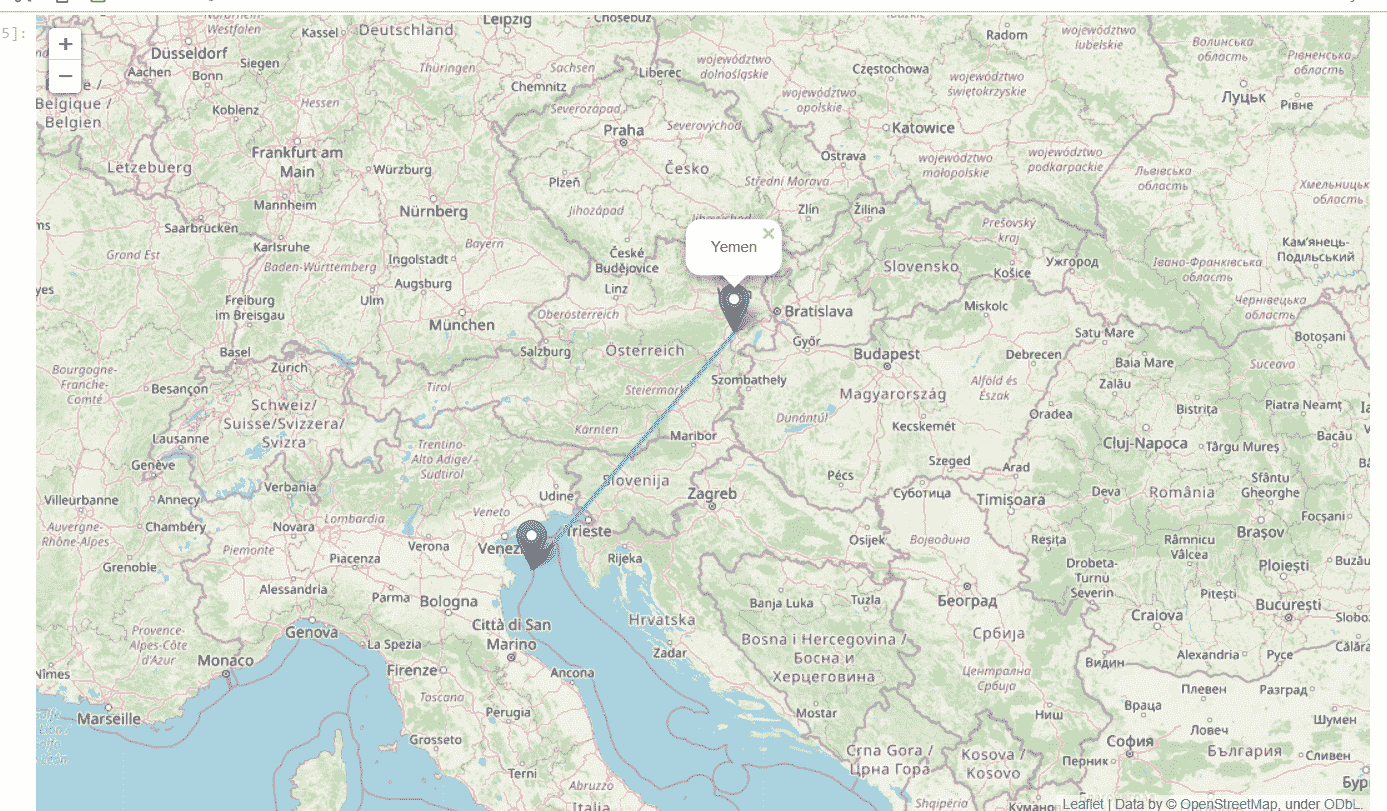 5]:
+
−
Westfalen
Kassel
Deutschland
Leipzig
Chóśebuz
Radom
województwo
lubelskie
Волинська
область
Рівненська
область
Düsseldorf
Siegen
Aachen
Bonn
Thüringen
Sachsen
Chemnitz
Liberec
województwo
dolnośląskie
Częstochowa
województwo
świętokrzyskie
województwo
opolskie
Луцьк
Рівне
België /
Belgique /
Belgien
Koblenz
Hessen
Severozápad
Praha
Severovýchod
Katowice
Frankfurt am
Main
Würzburg
Lëtzebuerg
Plzeň
Česko
Střední Morava
Ostrava
województwo
małopolskie
województwo
podkarpackie
Львівська
область
Хмельницька
область
Mannheim
Nürnberg
Saarbrücken
Jihozápad
Jihovýchod
Zlín
Žilina
Prešovský
kraj
Grand Est
Karlsruhe
Baden-Württemberg
Ingolstadt
Bayern
České
Budějovice
Yemen
×
Slovensko
Košice
Ужгород
Івано-Франківська
область
Кам'янець-
Подільський
Augsburg
Ulm
Linz
Freiburg
im Breisgau
München
Oberösterreich
Bratislava
Miskolc
Чернівецька
область
Basel
Zürich
Salzburg
Österreich
Győr
Budapest
Debrecen
Satu Mare
Baia Mare
Botoșani
Suceava
Bourgogne-
Franche-
Comté
Besançon
Tirol
Steiermark
Szombathely
Magyarország
Alföld és
Észak
Zalău
Schweiz/
Suisse/Svizzera/
Svizra
Dunántúl
Oradea
Bistrița
Piatra Neamț
Lausanne
Trentino-
Alto Adige/
Südtirol
Kärnten
Maribor
Kecskemét
Cluj-Napoca
Târgu Mureș
Bacău
Genève
Verbania
Slovenija
Pécs
Szeged
Arad
Deva
România
Sfântu
Gheorghe
Villeurbanne
Annecy
Udine
Zagreb
Суботица
Timișoara
Focșani
Auvergne-
Rhône-Alpes
Chambéry
Novara
Lombardia
Veneto
Trieste
Osijek
Војводина
Reșița
Râmnicu
Vâlcea
Brașov
Grenoble
Piemonte
Piacenza
Verona
Venezia
Rijeka
Drobeta-
Turnu
Severin
Ploiești
Alessandria
Parma
Bologna
Banja Luka
Tuzla
Београд
Pitești
București
Genova
La Spezia
Città di San
Marino
Hrvatska
Craiova
Provence-
Alpes-Côte
d'Azur
Monaco
Firenze
Zadar
Bosna i Hercegovina /
Босна и
Херцеговина
Србија
Alexandria
Русе
Nîmes
Ancona
Централна
Србија
Видин
Плевен
Разград
Marseille
Toscana
Perugia
Mostar
Ниш
Враца
Ловеч
Шумен
Grosseto
Crna Gora /
Црна Гора
Kosova /
Kosovo
София
България
Сливен
Перник
Terni
Abruzzo
Italia
Shqipëria
Leaflet | Data by © OpenStreetMap, under ODbL.